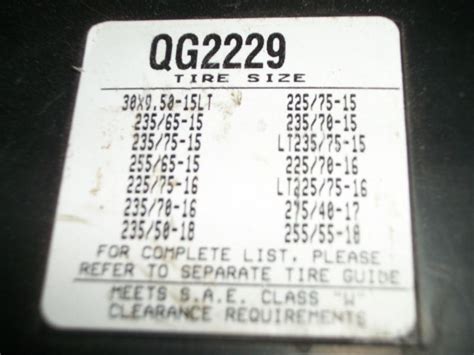 QG2229
TIRE SIZE
30X9.50-15LT 225/75-15
235/65-15 235/70-15
235/75-15 LT235/75-15
255/65-15 225/70-16
225/75-16 LT225/75-16
235/70-16 275/40-17
235/50-18 255/55-18
FOR COMPLETE LIST, PLEASE
REFER TO SEPARATE TIRE GUIDE
MEETS S.A.E. CLASS "W"
CLEARANCE REQUIREMENTS